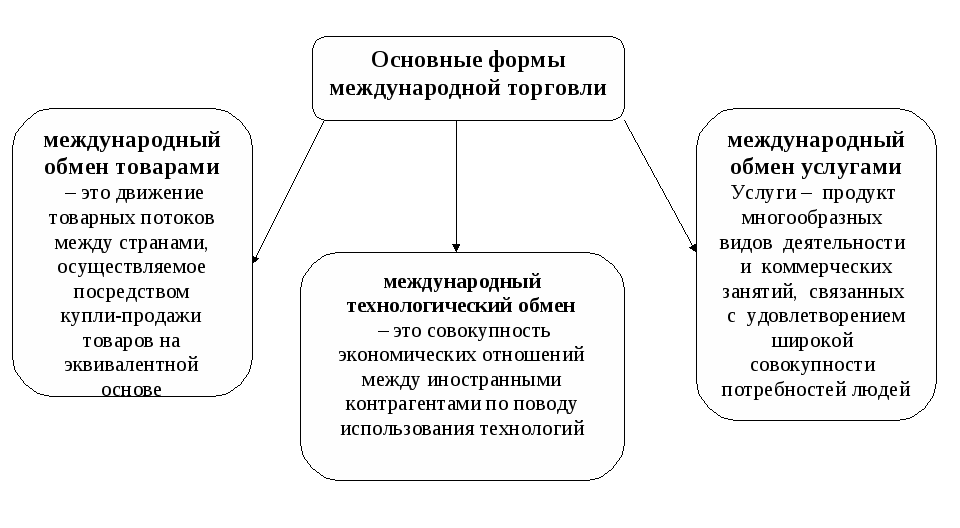 Основные формы
международной торговли
международный
обмен товарами
– это движение
товарных потоков
между странами,
осуществляемое
посредством
купли-продажи
товаров на
эквивалентной
основе
международный
технологический обмен
– это совокупность
экономических отношений
между иностранными
контрагентами по поводу
использования технологий
международный
обмен услугами
Услуги – продукт
многообразных
видов деятельности
и коммерческих
занятий, связанных
с удовлетворением
широкой
совокупности
потребностей людей